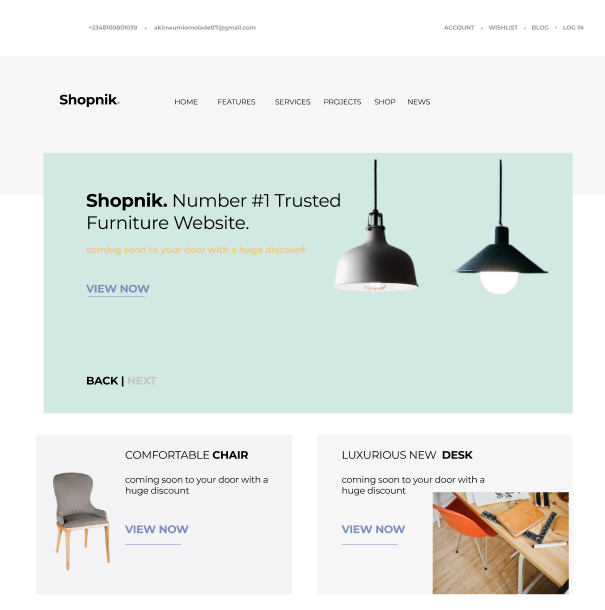 +2348100801039 • akinwumiomolade07@gmail.com
ACCOUNT • WISHLIST • BLOG • LOG IN
Shopnik.
HOME FEATURES SERVICES PROJECTS SHOP NEWS
Shopnik. Number #1 Trusted
Furniture Website.
coming soon to your door with a huge discount
VIEW NOW
BACK | NEXT
COMFORTABLE CHAIR
coming soon to your door with a
huge discount
VIEW NOW
LUXURIOUS NEW DESK
coming soon to your door with a
huge discount
VIEW NOW